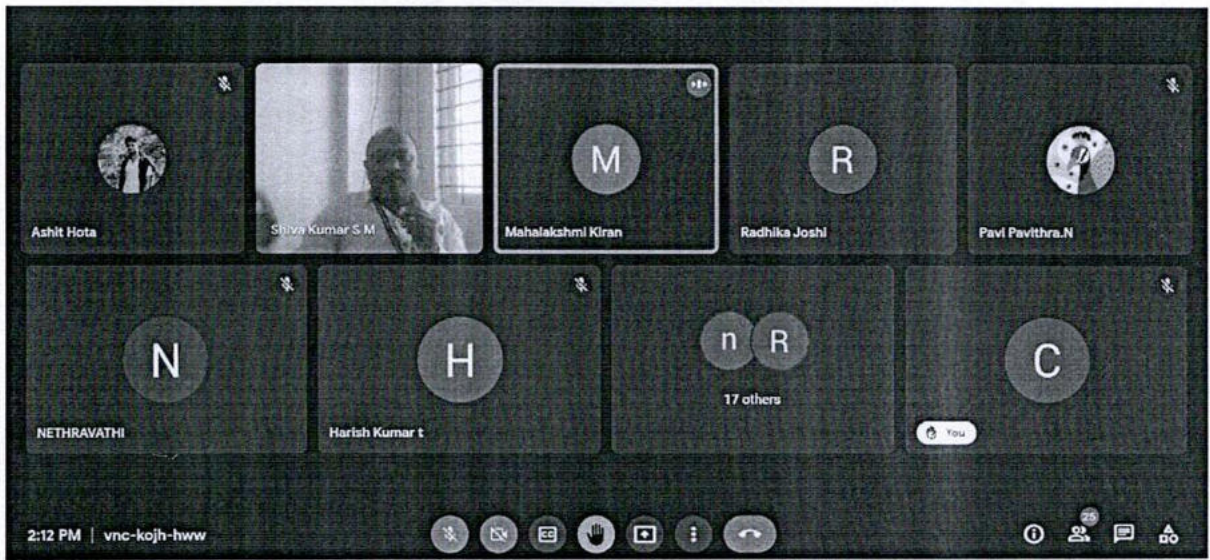 M
R
Ashit Hota
Shiva Kumar S M
Mahalakshmi Kiran
Radhika Joshi
Pavi Pavithra.N
N
H
n R
C
17 others
NETHRAVATHI
Harish Kumar t
You
2:12 PM | vnc-kojh-hww
CC
25